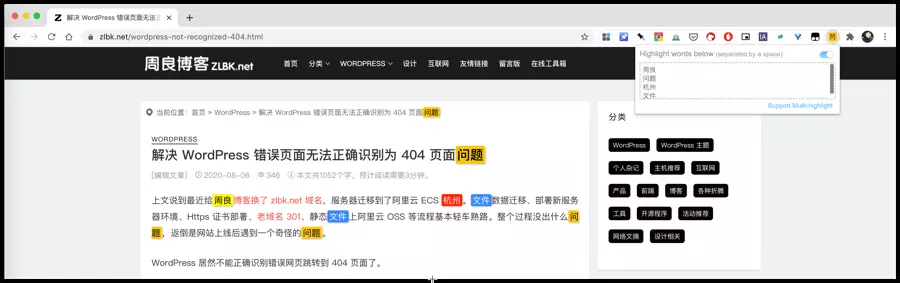 解决 WordPress 错误页面无法正
zlbk.net/wordpress-not-recognized-404.html
Highlight words below (separated by a space)
周良
问题
杭州
文件
Support Multi-highlight
周良博客 ZLBK.net
首页 分类 WORDPRESS 设计 互联网 友情链接 留言版 在线工具箱
当前位置: 首页 > WordPress > 解决 WordPress 错误页面无法正确识别为 404 页面问题
WORDPRESS
解决 WordPress 错误页面无法正确识别为 404 页面问题
[编辑文章] 2020-08-06 346 本文共1052个字。预计阅读需要3分钟。
上文说到最近给周良博客换了 zlbk.net 域名。服务器迁移到了阿里云 ECS 杭州。文件数据迁移、部署新服
务器环境、Https 证书部署、老域名 301、静态文件上阿里云 OSS 等流程基本轻车熟路。整个过程没出什么问
题，返倒是网站上线后遇到一个奇怪的问题。
WordPress 居然不能正确识别错误网页跳转到 404 页面了。
分类
WordPress WordPress 主题
个人杂记 主机推荐 互联网
产品 前端 博客 各种折腾
工具 开源程序 活动推荐
网络文摘 设计相关